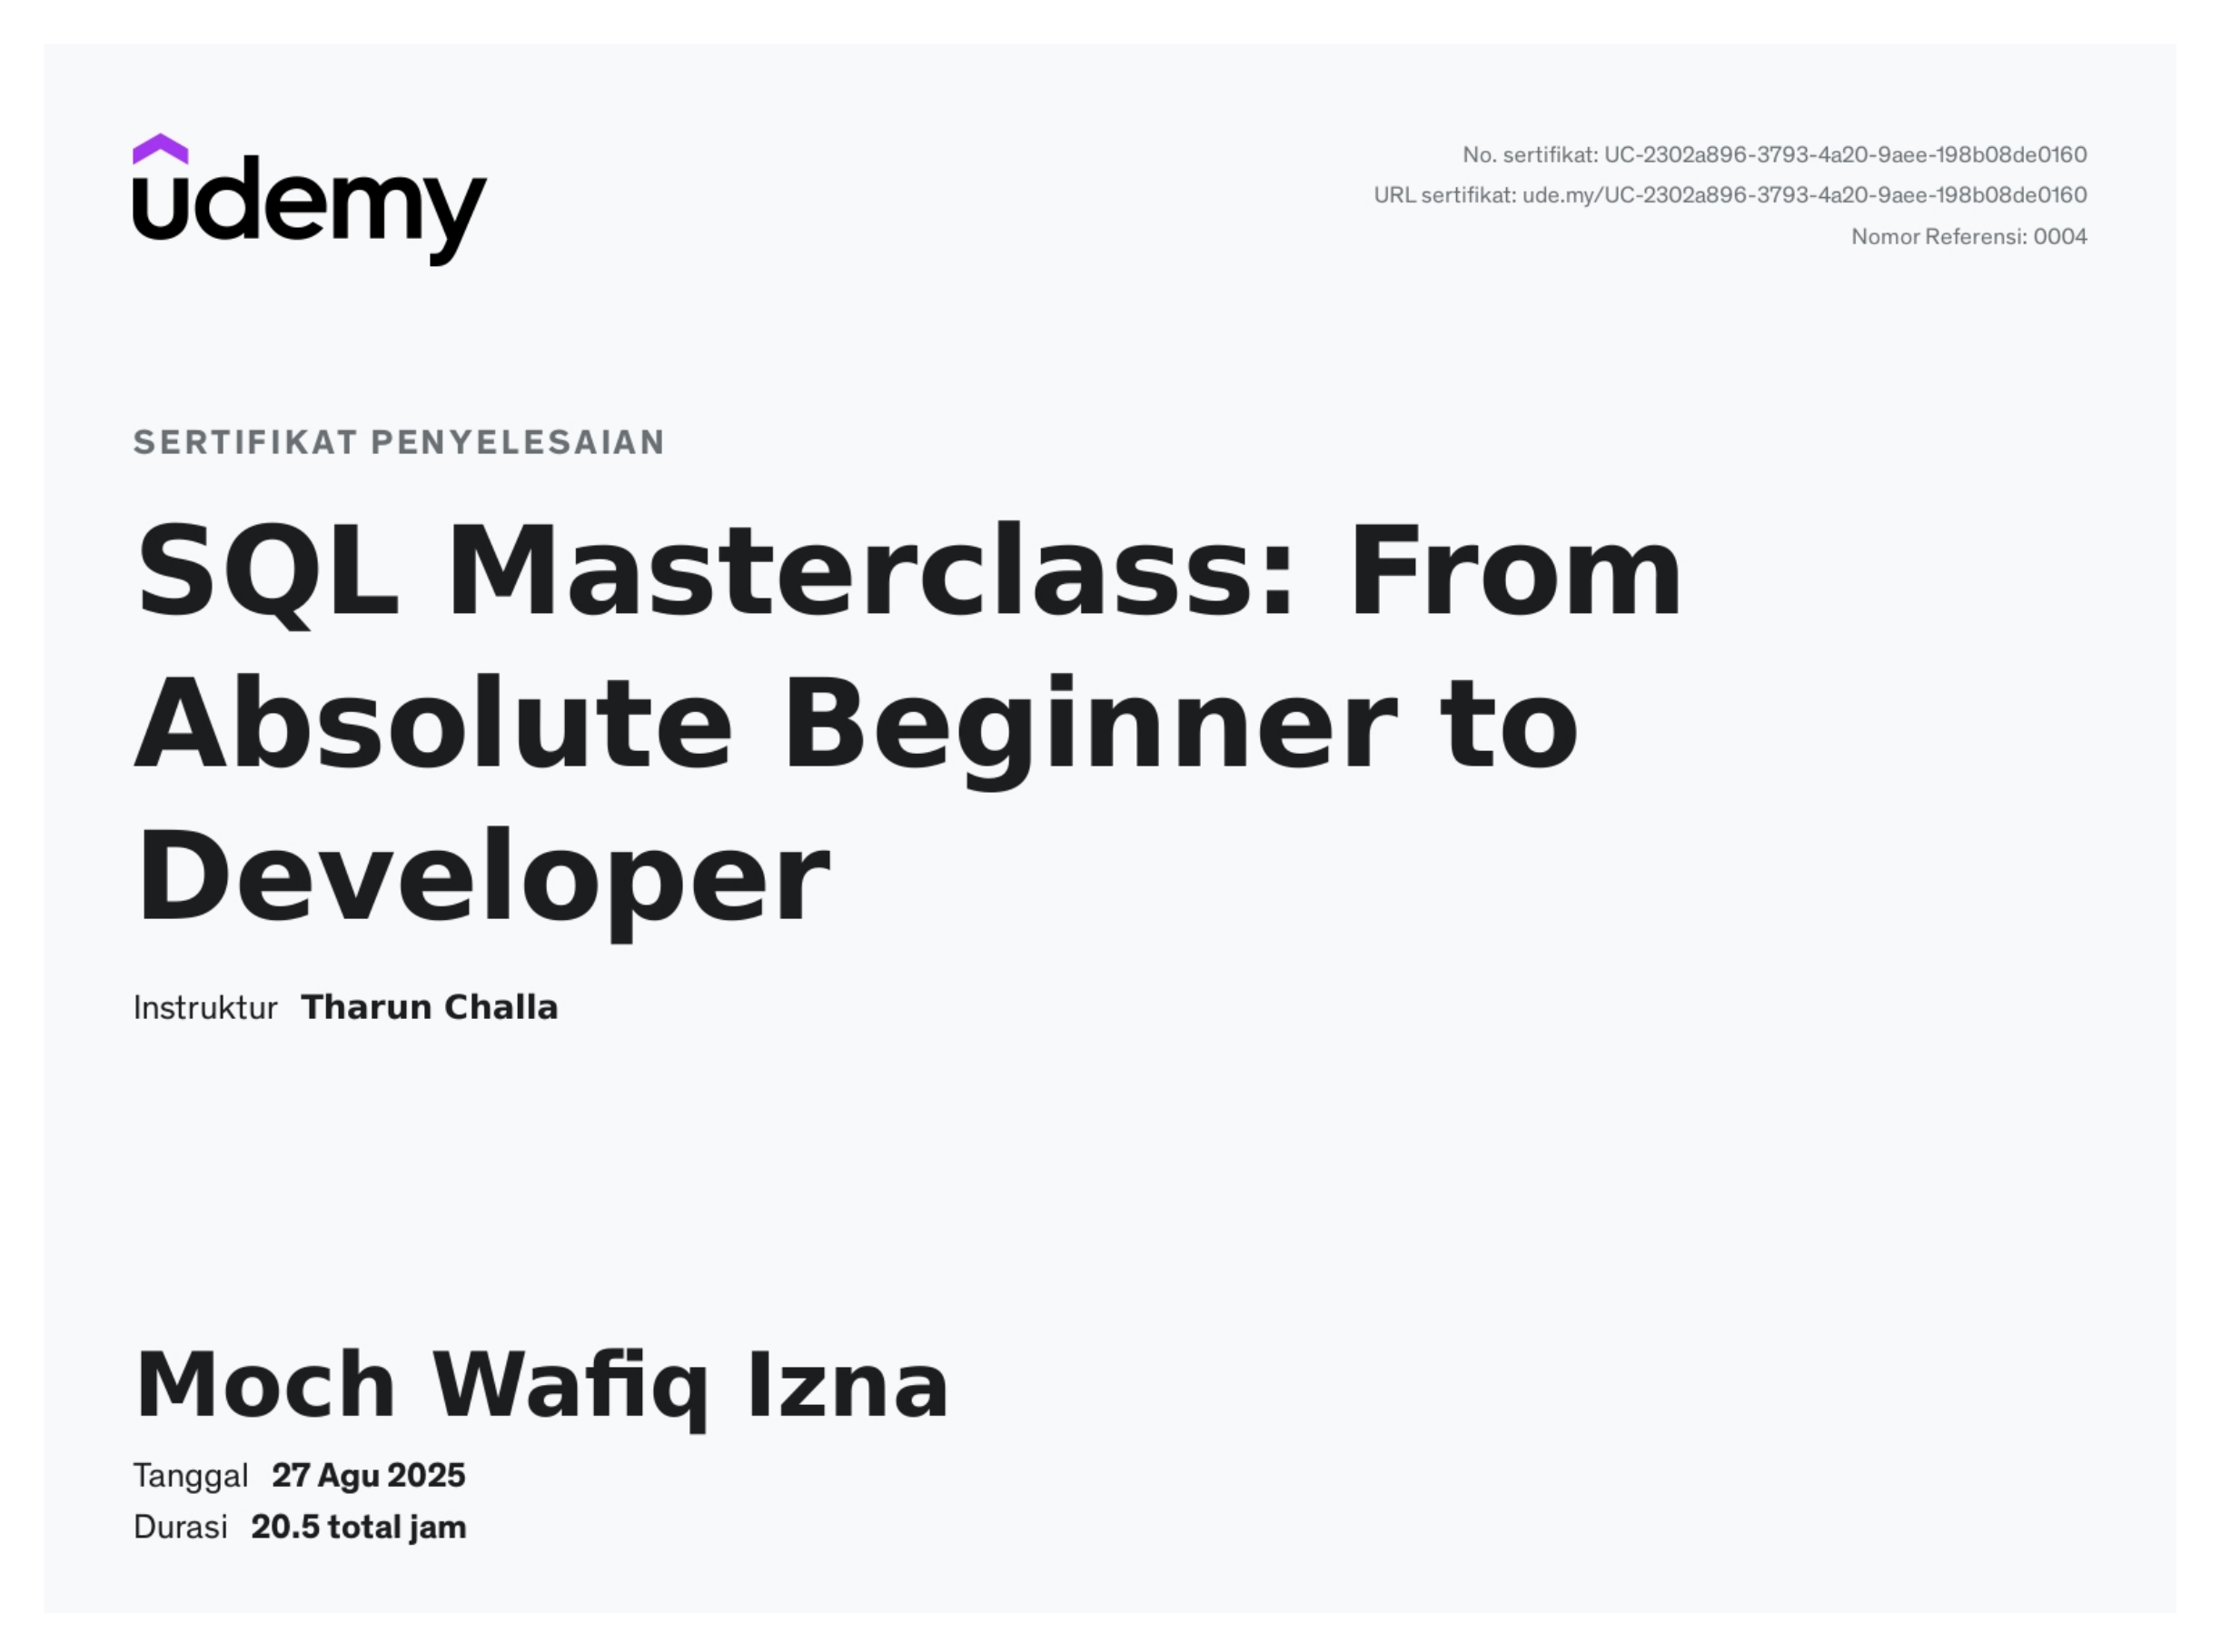 udemy
No. sertifikat: UC-2302a896-3793-4a20-9aee-198b08de0160
URL sertifikat: ude.my/UC-2302a896-3793-4a20-9aee-198b08de0160
Nomor Referensi: 0004
SERTIFIKAT PENYELESAIAN
SQL Masterclass: From
Absolute Beginner to
Developer
Instruktur Tharun Challa
Moch Wafiq Izna
Tanggal 27 Agu 2025
Durasi 20.5 total jam